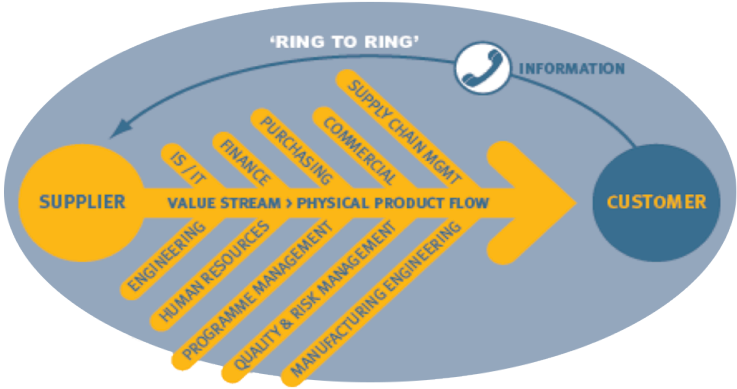 ‘RING TO RING’
INFORMATION
SUPPLY CHAIN MGMT
COMMERCIAL
PURCHASING
FINANCE
IS / IT
SUPPLIER
VALUE STREAM > PHYSICAL PRODUCT FLOW
CUSTOMER
ENGINEERING
HUMAN RESOURCES
PROGRAMME MANAGEMENT
QUALITY & RISK MANAGEMENT
MANUFACTURING ENGINEERING